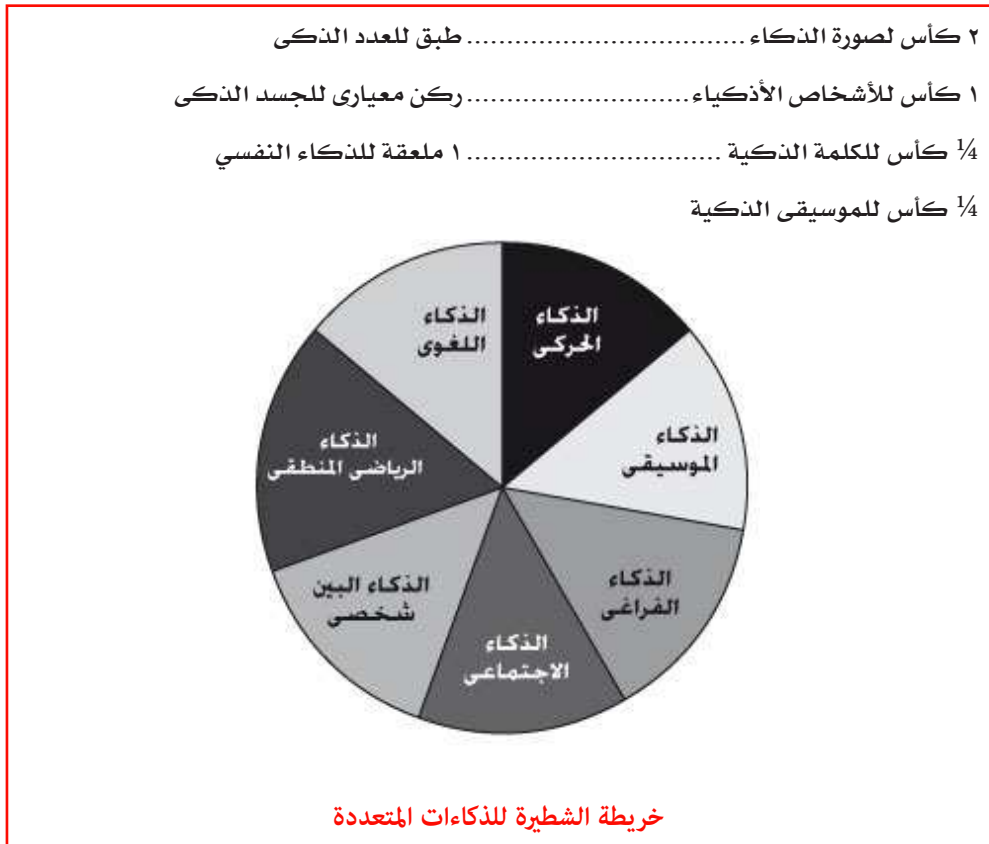 ٢ كأس لصورة الذكاء ................................ طبق للعدد الذكى
١ كأس للأشخاص الأذكياء.......................... ركن معيارى للجسد الذكى
¼ كأس للكلمة الذكية ............................... ١ ملعقة للذكاء النفسي
¼ كأس للموسيقى الذكية
الذكاء
الحركى
الذكاء
اللغوى
الذكاء
الموسيقى
الذكاء
الرياضى المنطقى
الذكاء
الفراغى
الذكاء البين
شخصى
الذكاء
الاجتماعى
خريطة الشطيرة للذكاءات المتعددة